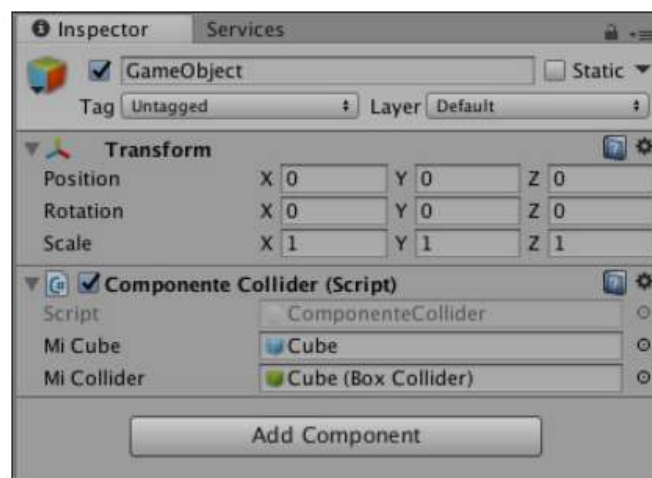 Inspector Services
GameObject Static
Tag Untagged Layer Default
Transform
Position X 0 Y 0 Z 0
Rotation X 0 Y 0 Z 0
Scale X 1 Y 1 Z 1
Componente Collider (Script)
Script ComponenteCollider
Mi Cube Cube
Mi Collider Cube (Box Collider)
Add Component